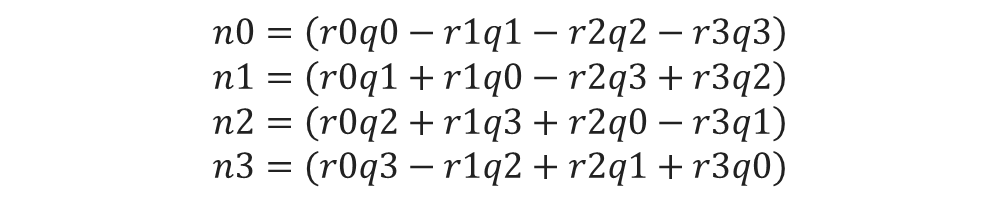 n0 = (r0q0 − r1q1 − r2q2 − r3q3)
n1 = (r0q1 + r1q0 − r2q3 + r3q2)
n2 = (r0q2 + r1q3 + r2q0 − r3q1)
n3 = (r0q3 − r1q2 + r2q1 + r3q0)